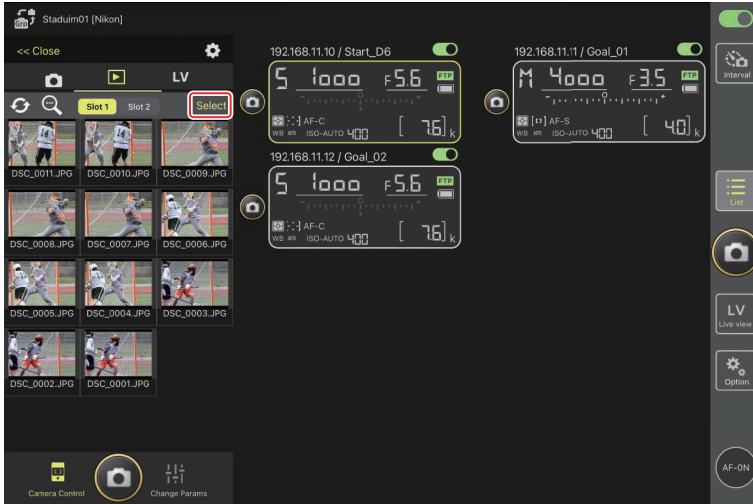 Grp
Staduim01 [Nikon]
<< Close
LV
Slot 1
Slot 2
Select
DSC_0011.JPG
DSC_0010.JPG
DSC_0009.JPG
DSC_0008.JPG
DSC_0007.JPG
DSC_0006.JPG
DSC_0005.JPG
DSC_0004.JPG
DSC_0003.JPG
DSC_0002.JPG
DSC_0001.JPG
Camera Control
Change Params
192.168.11.10 / Start_D6
S 1000 F5.6 FTP
AF-C
WB ISO-AUTO 400 [ 7.6] k
192.168.11.11 / Goal_01
M 4000 F3.5 FTP
AF-S
WB ISO-AUTO 400 [ 4.0] k
192.168.11.12 / Goal_02
S 1000 F5.6 FTP
AF-C
WB ISO-AUTO 400 [ 7.6] k
Interval
List
LV
Live view
Option
AF-ON